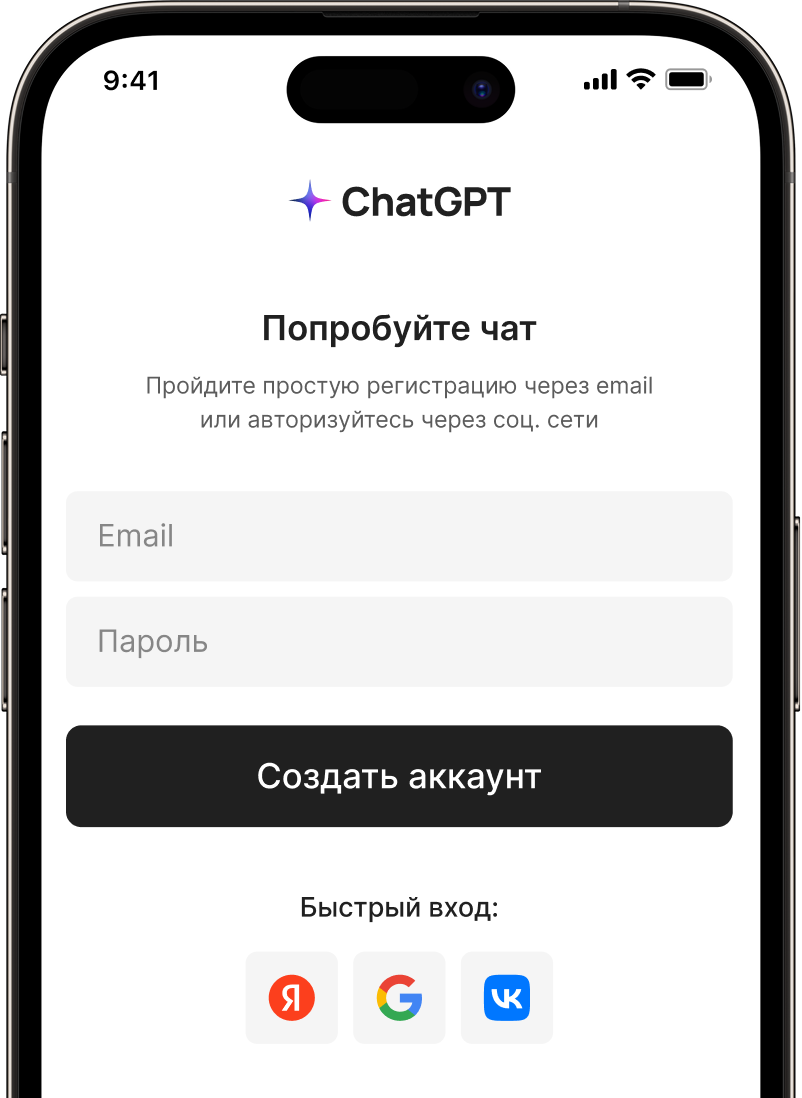 9:41
ChatGPT
Попробуйте чат
Пройдите простую регистрацию через email
или авторизуйтесь через соц. сети
Email
Пароль
Создать аккаунт
Быстрый вход:
Я G VK